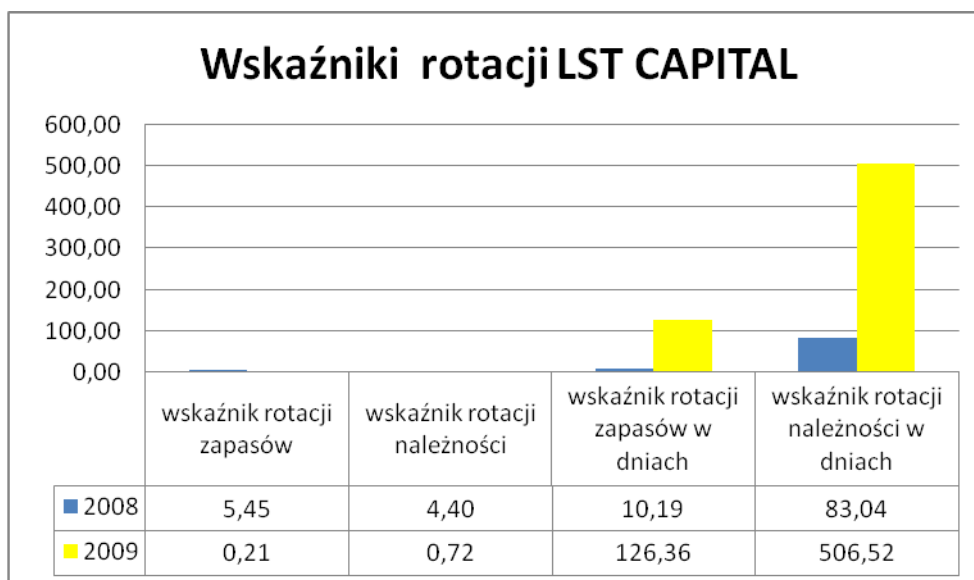 Wskaźniki  rotacji LST CAPITAL
600,00
500,00
400,00
300,00
200,00
100,00
0,00
wskaźnik rotacji
zapasów
wskaźnik rotacji
należności
wskaźnik rotacji
zapasów w
dniach
wskaźnik rotacji
należności w
dniach
2008 5,45 4,40 10,19 83,04
2009 0,21 0,72 126,36 506,52